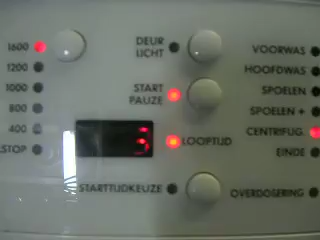 1600
1200
1000
800
400
STOP
DEUR
LICHT
START
PAUZE
3
LOOPTIJD
STARTTIJDKEUZE
VOORWAS
HOOFDWAS
SPOELEN
SPOELEN +
CENTRIFUG.
EINDE
OVERDOSERING